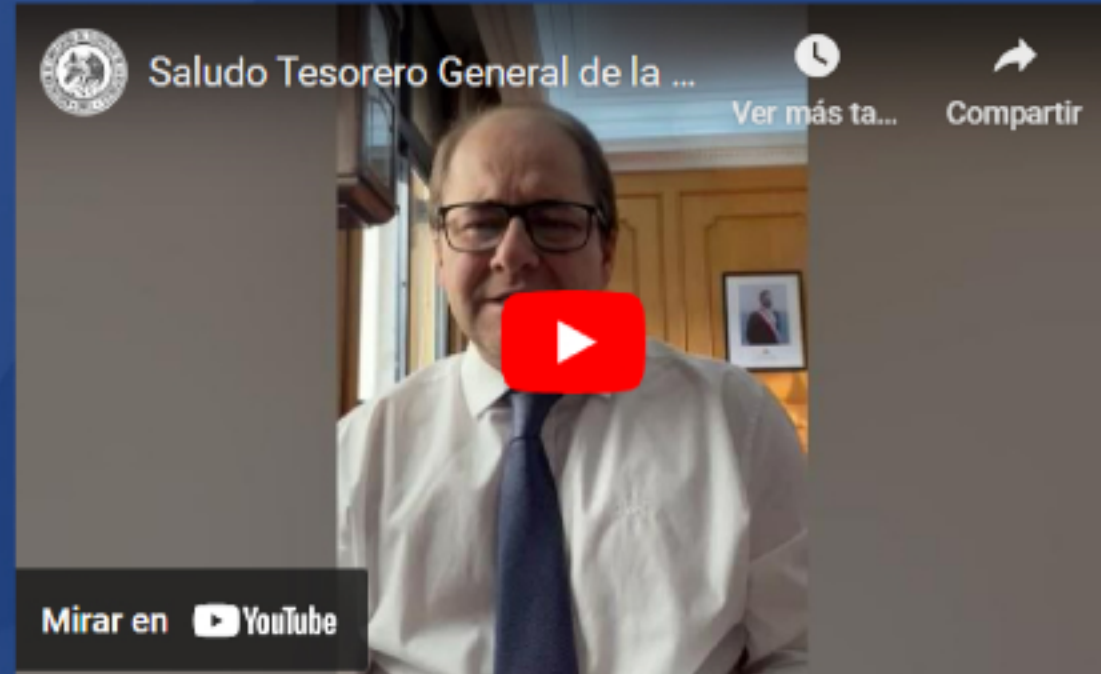 Saludo Tesorero General de la ...
Ver más ta...
Compartir
Mirar en YouTube